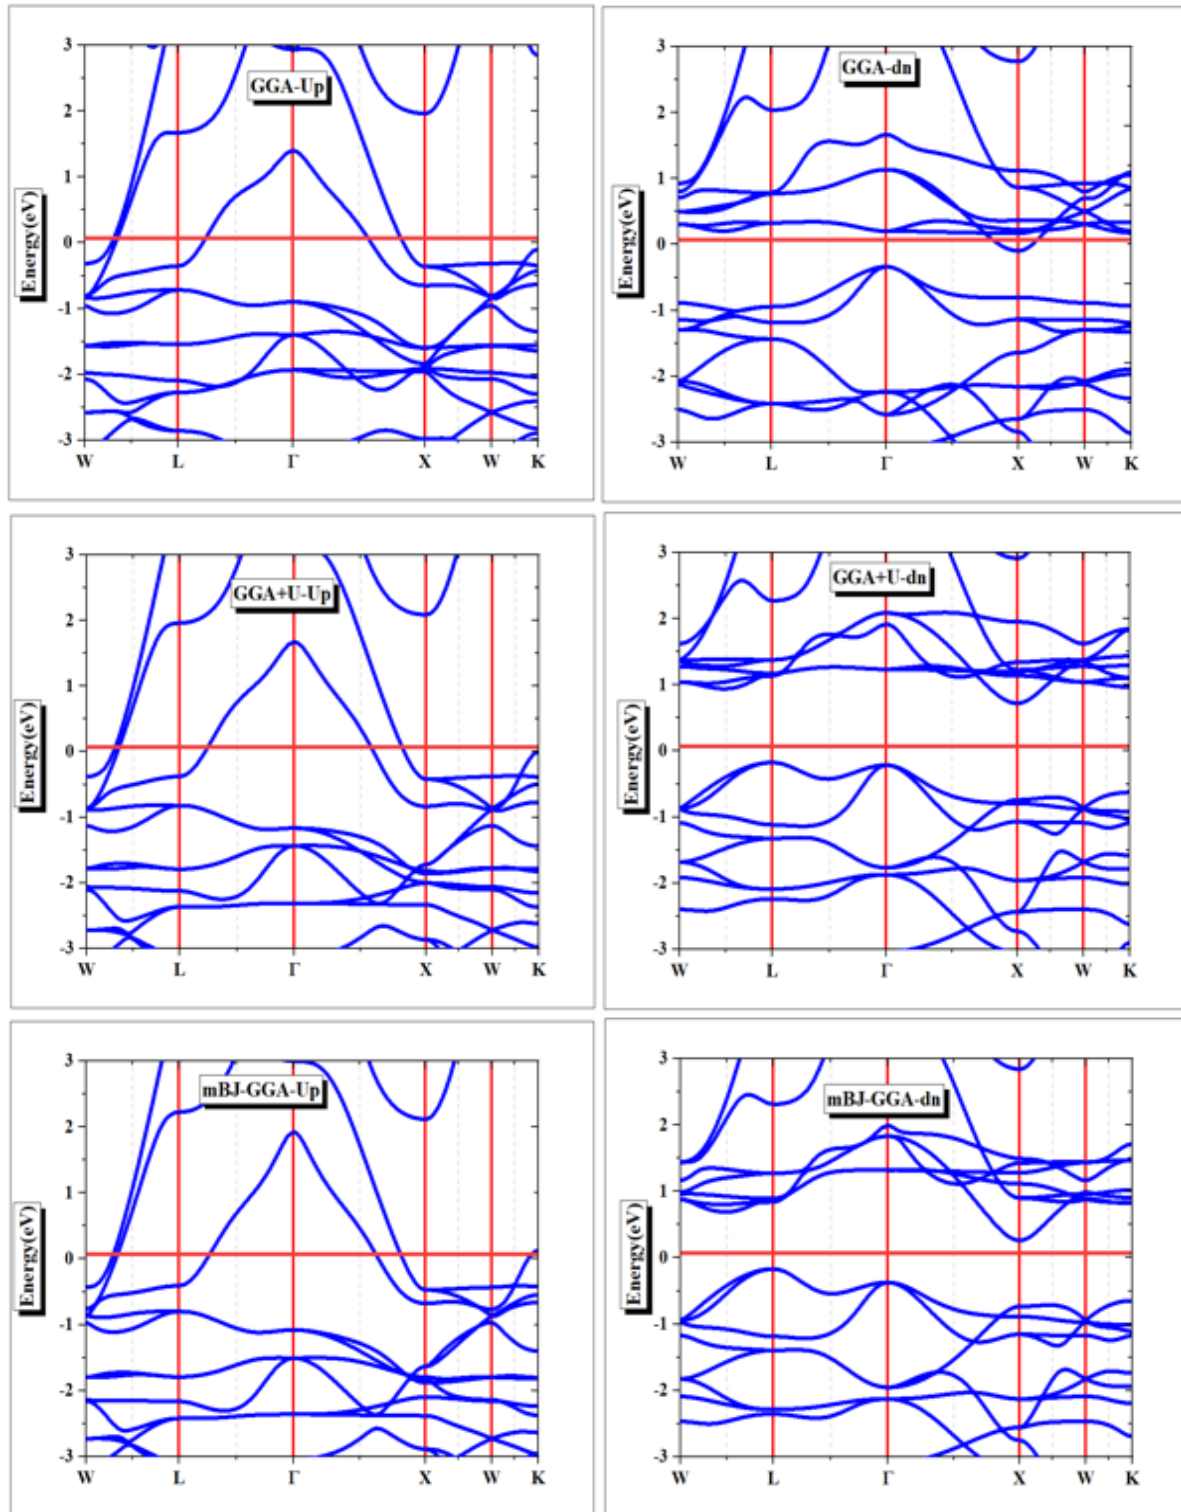 GGA-Up
Energy(eV)
3
2
1
0
-1
-2
-3
W L Γ X W K
GGA-dn
Energy(eV)
3
2
1
0
-1
-2
-3
W L Γ X W K
GGA+U-Up
Energy(eV)
3
2
1
0
-1
-2
-3
W L Γ X W K
GGA+U-dn
Energy(eV)
3
2
1
0
-1
-2
-3
W L Γ X W K
mBJ-GGA-Up
Energy(eV)
3
2
1
0
-1
-2
-3
W L Γ X W K
mBJ-GGA-dn
Energy(eV)
3
2
1
0
-1
-2
-3
W L Γ X W K